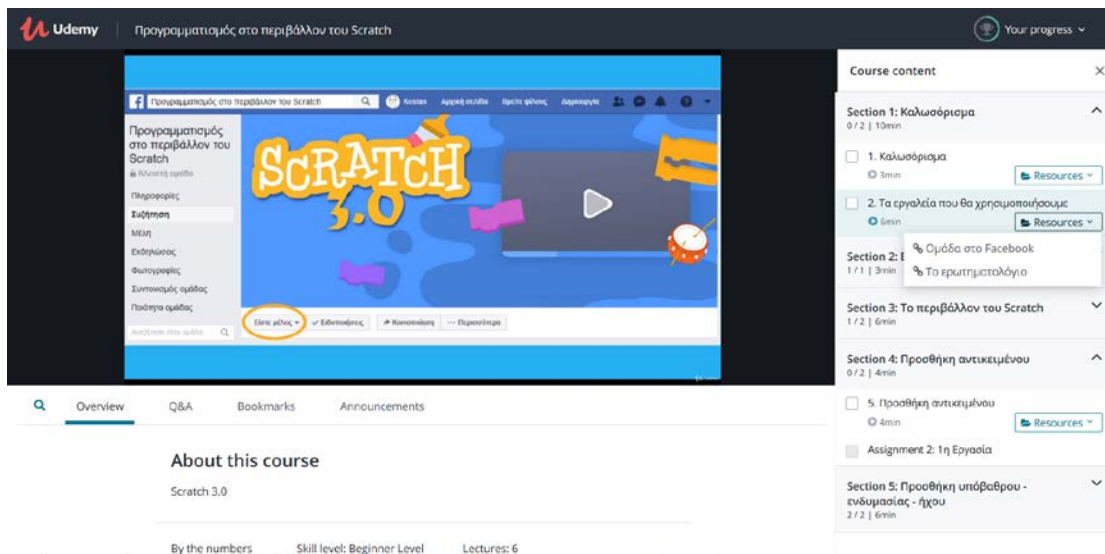 Udemy
Προγραμματισμός στο περιβάλλον του Scratch
Your progress
Προγραμματισμός στο περιβάλλον του Scratch
Kostas
Αρχική σελίδα
Βρείτε φίλους
Δημιουργία
Προγραμματισμός
στο περιβάλλον του
Scratch
Κλειστή ομάδα
Πληροφορίες
Συζήτηση
Μέλη
Εκδηλώσεις
Φωτογραφίες
Συντονισμός ομάδας
Ποιότητα ομάδας
Αναζήτηση στην ομάδα
SCRATCH
3.0
Είστε μέλος
Ειδοποιήσεις
Κοινοποίηση
Περισσότερα
Course content
Section 1: Καλωσόρισμα
0 / 2 | 10min
1. Καλωσόρισμα
3min
Resources
2. Τα εργαλεία που θα χρησιμοποιήσουμε
6min
Resources
Ομάδα στο Facebook
Το ερωτηματολόγιο
Section 2:
1 / 1 | 3min
Section 3: Το περιβάλλον του Scratch
1 / 2 | 6min
Section 4: Προσθήκη αντικειμένου
0 / 2 | 4min
5. Προσθήκη αντικειμένου
4min
Resources
Assignment 2: 1η Εργασία
Section 5: Προσθήκη υπόβαθρου -
ενδυμασίας - ήχου
2 / 2 | 6min
Overview
Q&A
Bookmarks
Announcements
About this course
Scratch 3.0
By the numbers
Skill level: Beginner Level
Lectures: 6